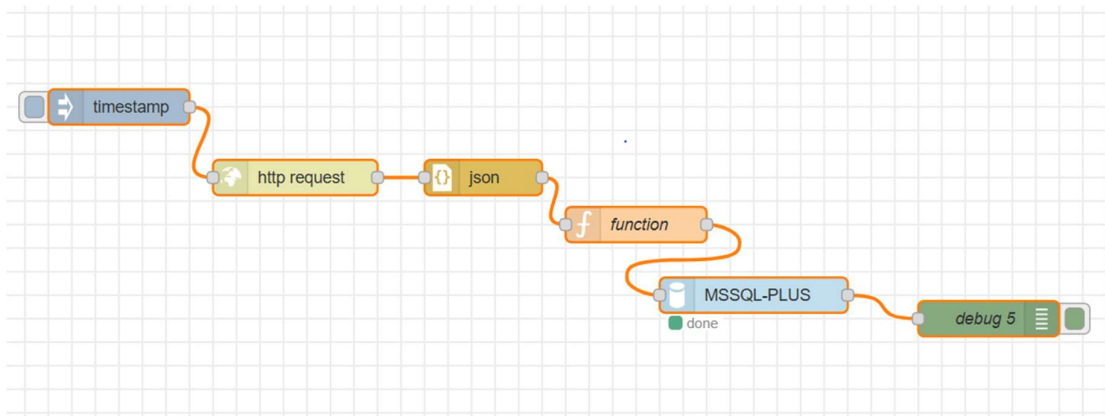 timestamp
http request
{} json
function
MSSQL-PLUS
done
debug 5